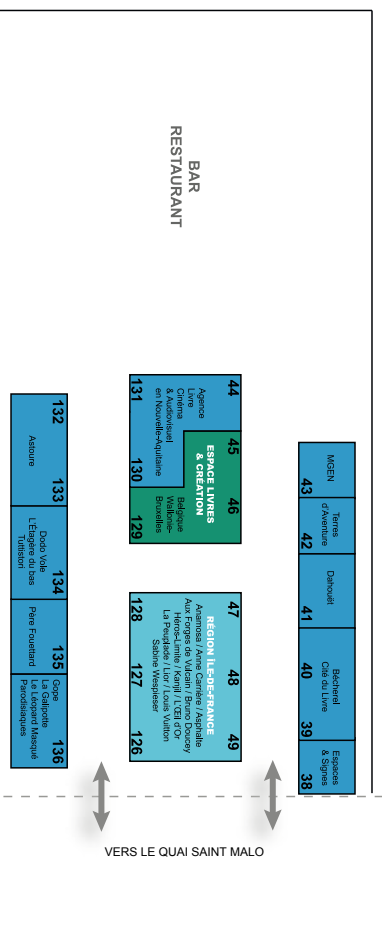 BAR
RESTAURANT
44
131
Agence
Livre
Cinéma
& Audiovisuel
en Nouvelle-Aquitaine
130
45
46
ESPACE LIVRES
& CRÉATION
Belgique
Wallonie-
Bruxelles
129
47
48
49
RÉGION ÎLE-DE-FRANCE
Anamosa / Anne Carrière / Asphalte
Aux Forges de Vulcain / Bruno Doucey
Héros-Limite / Kanjil / L'Œil d'Or
La Peuplade / Lior / Louis Vuitton
Sabine Wespieser
128
127
126
MGEN
43
Terres
d'Aventure
42
Dahouët
41
Bécherel
Cité du Livre
40
39
Espaces
& Signes
38
132
133
Astoure
134
Dodo Vole
L'Étagère du bas
Tuttistori
135
Père Fouettard
136
Gope
La Galipotte
Le Léopard Masqué
Parodisiaques
VERS LE QUAI SAINT MALO